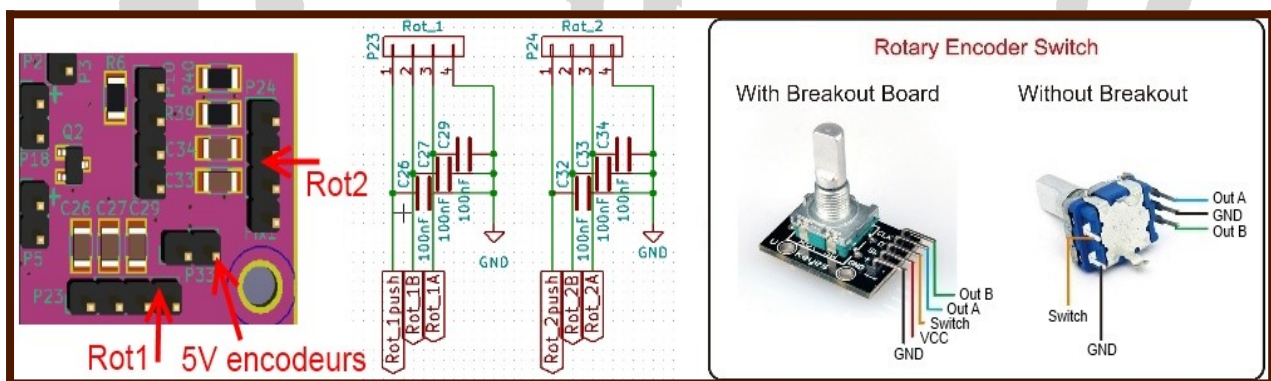 P2
P3
R6
P10
R40
P24
R39
Q2
P18
C34
C33
Rot2
C26 C27 C29
P5
P33
P23
Rot1
5V encodeurs
Rot_1
P23
1 2 3 4
C26
C27
C29
100nF
100nF
100nF
GND
Rot_1push
Rot_1B
Rot_1A
Rot_2
P24
1 2 3 4
C32
C33
C34
100nF
100nF
100nF
GND
Rot_2push
Rot_2B
Rot_2A
Rotary Encoder Switch
With Breakout Board
Without Breakout
keyes
Out B
Out A
Switch
VCC
GND
Out A
GND
Out B
Switch
GND